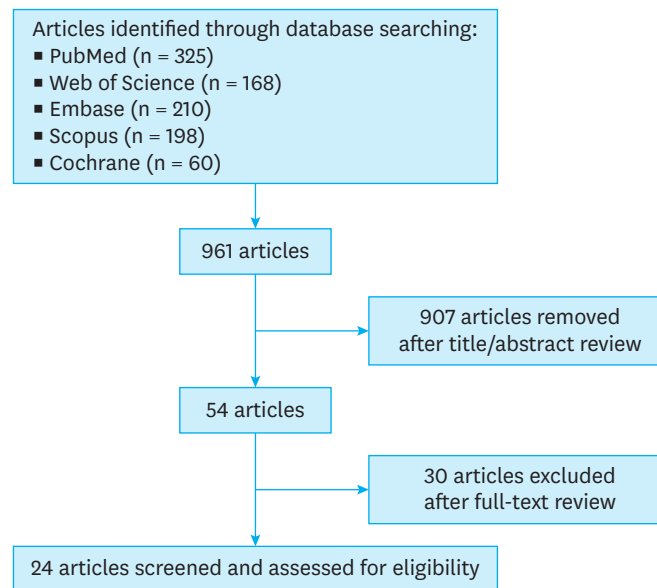 Articles identified through database searching:
▪ PubMed (n = 325)
▪ Web of Science (n = 168)
▪ Embase (n = 210)
▪ Scopus (n = 198)
▪ Cochrane (n = 60)
961 articles
907 articles removed
after title/abstract review
54 articles
30 articles excluded
after full-text review
24 articles screened and assessed for eligibility